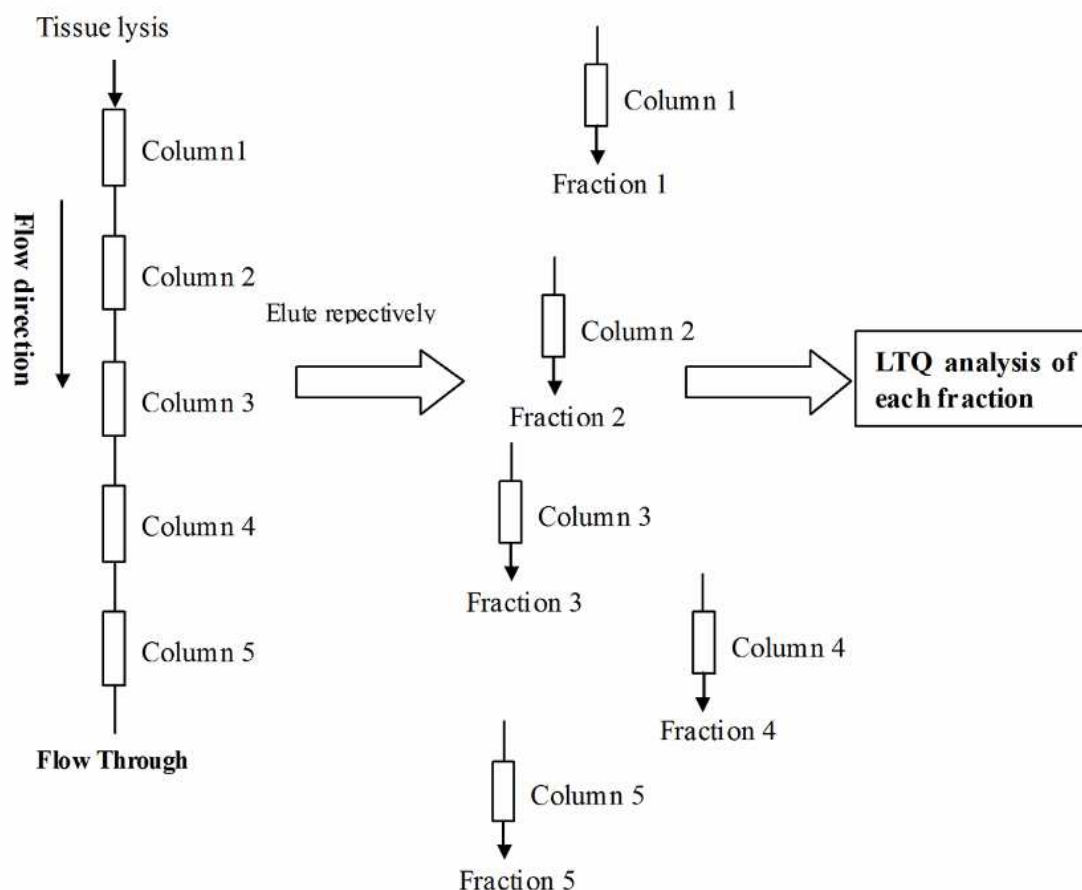 Tissue lysis
Column1
Column 2
Column 3
Column 4
Column 5
Flow direction
Flow Through
Elute repectively
Column 1
Fraction 1
Column 2
Fraction 2
Column 3
Fraction 3
Column 4
Fraction 4
Column 5
Fraction 5
LTQ analysis of
each fraction